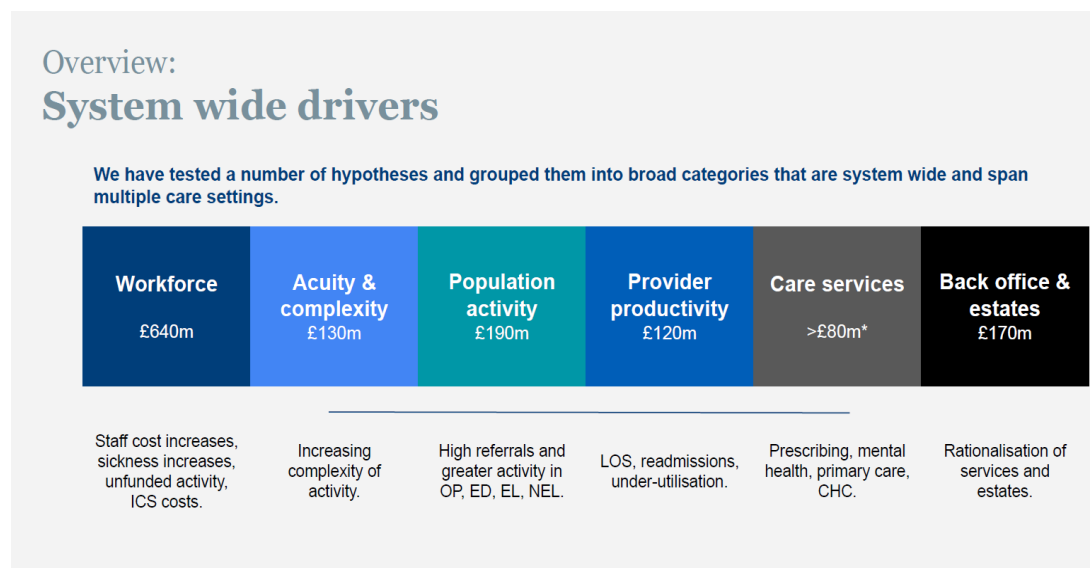 Overview:
System wide drivers
We have tested a number of hypotheses and grouped them into broad categories that are system wide and span
multiple care settings.
Workforce
£640m
Acuity &
complexity
£130m
Population
activity
£190m
Provider
productivity
£120m
Care services
>£80m*
Back office &
estates
£170m
Staff cost increases,
sickness increases,
unfunded activity,
ICS costs.
Increasing
complexity of
activity.
High referrals and
greater activity in
OP, ED, EL, NEL.
LOS, readmissions,
under-utilisation.
Prescribing, mental
health, primary care,
CHC.
Rationalisation of
services and
estates.